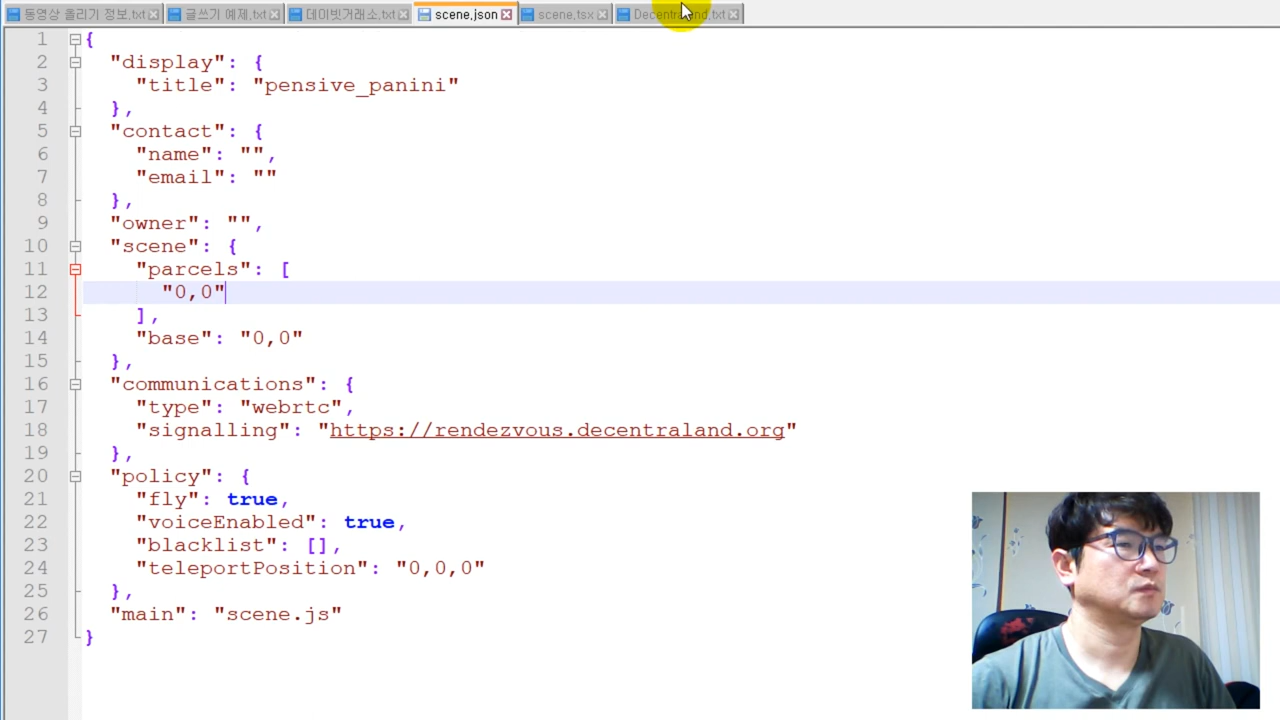 동영상 올리기 정보.txt 글쓰기 예제.txt 데이빗거래소.txt scene.json scene.tsx Decentraland.txt
1 {
2 "display": {
3 "title": "pensive_panini"
4 },
5 "contact": {
6 "name": "",
7 "email": ""
8 },
9 "owner": "",
10 "scene": {
11 "parcels": [
12 "0,0"
13 ],
14 "base": "0,0"
15 },
16 "communications": {
17 "type": "webrtc",
18 "signalling": "https://rendezvous.decentraland.org"
19 },
20 "policy": {
21 "fly": true,
22 "voiceEnabled": true,
23 "blacklist": [],
24 "teleportPosition": "0,0,0"
25 },
26 "main": "scene.js"
27 }